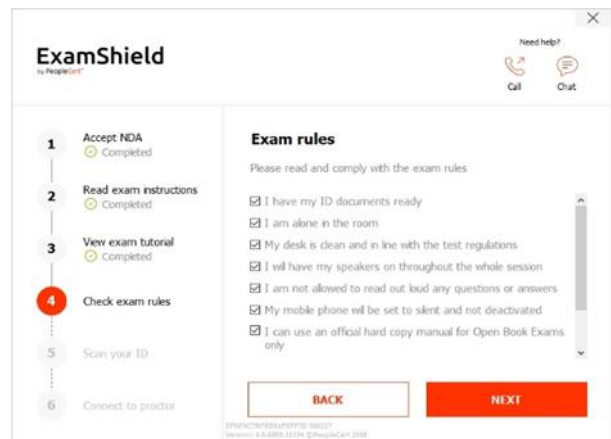 Need help?
ExamShield
by PeopleCert
Call
Chat
1
Accept NDA
Completed
2
Read exam instructions
Completed
3
View exam tutorial
Completed
4
Check exam rules
5
Scan your ID
6
Connect to proctor
Exam rules
Please read and comply with the exam rules
I have my ID documents ready
I am alone in the room
My desk is clean and in line with the test regulations
I will have my speakers on throughout the whole session
I am not allowed to read out loud any questions or answers
My mobile phone will be set to silent and not deactivated
I can use an official hard copy manual for Open Book Exams
only
BACK
NEXT